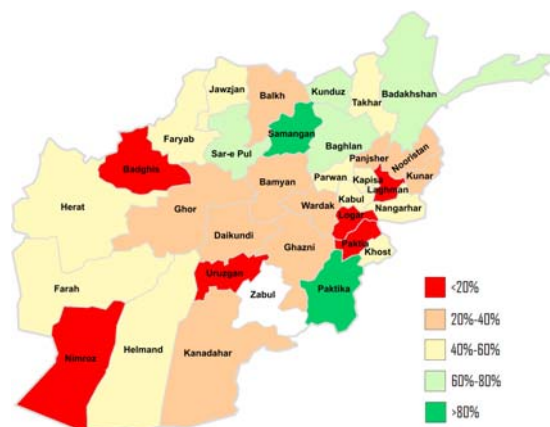 Jawzjan
Balkh
Kunduz
Takhar
Badakhshan
Faryab
Samangan
Sar-e Pul
Baghlan
Badghis
Panjsher
Nooristan
Parwan
Kapisa
Kunar
Laghman
Bamyan
Herat
Kabul
Nangarhar
Ghor
Wardak
Logar
Daikundi
Ghazni
Paktia
Khost
Uruzgan
Farah
Zabul
Paktika
Nimroz
Helmand
Kanadahar
<20%
20%-40%
40%-60%
60%-80%
>80%